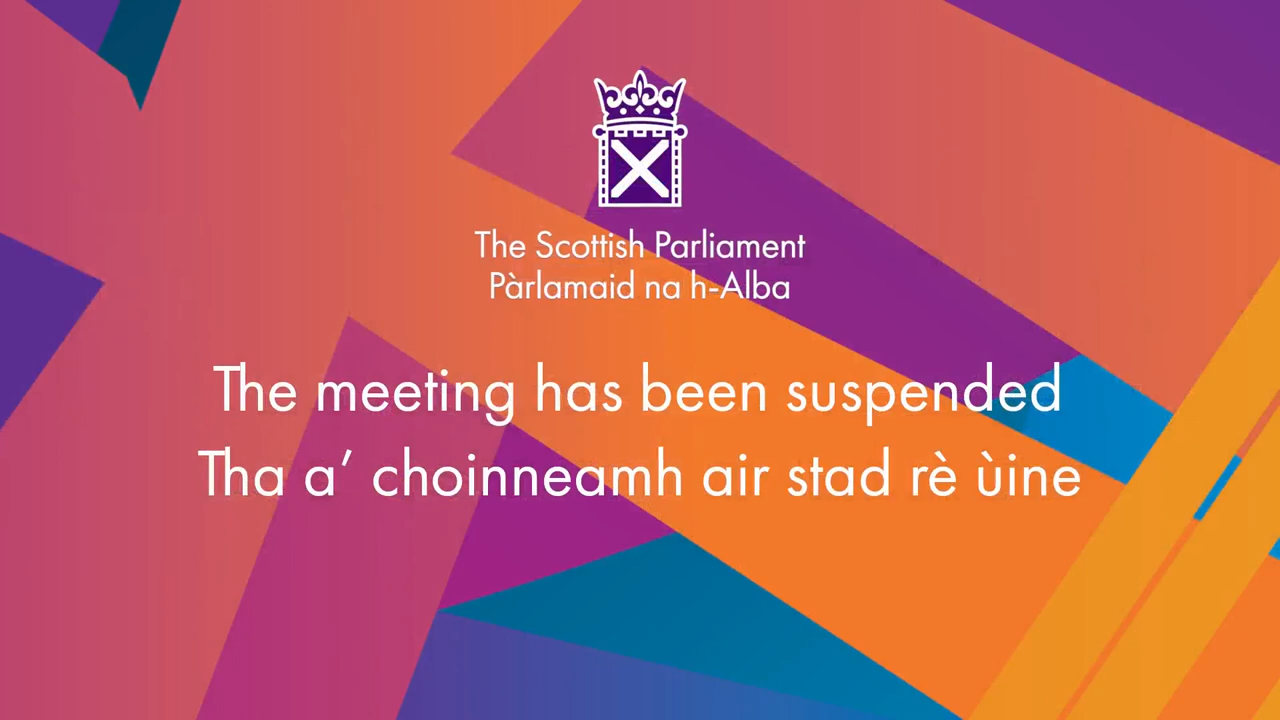 The Scottish Parliament
Pàrlamaid na h-Alba
The meeting has been suspended
Tha a’ choinneamh air stad rè ùine